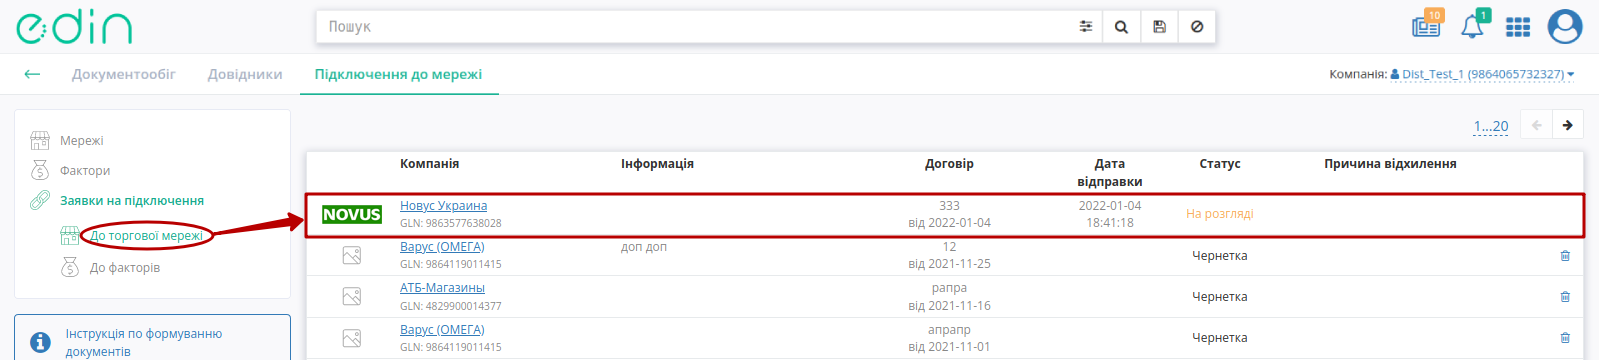 edin
Пошук
10
1
Документообіг
Довідники
Підключення до мережі
Компанія: Dist_Test_1 (9864065732327)
Мережі
Фактори
Заявки на підключення
До торгової мережі
До факторів
Інструкція по формуванню
документів
1...20
Компанія
Інформація
Договір
Дата
відправки
Статус
Причина відхилення
NOVUS
Новус Украина
GLN: 9863577638028
333
від 2022-01-04
2022-01-04
18:41:18
На розгляді
Варус (ОМЕГА)
GLN: 9864119011415
доп доп
12
від 2021-11-25
Чернетка
АТБ-Магазины
GLN: 4829900014377
рапра
від 2021-11-16
Чернетка
Варус (ОМЕГА)
GLN: 9864119011415
апрапр
від 2021-11-01
Чернетка